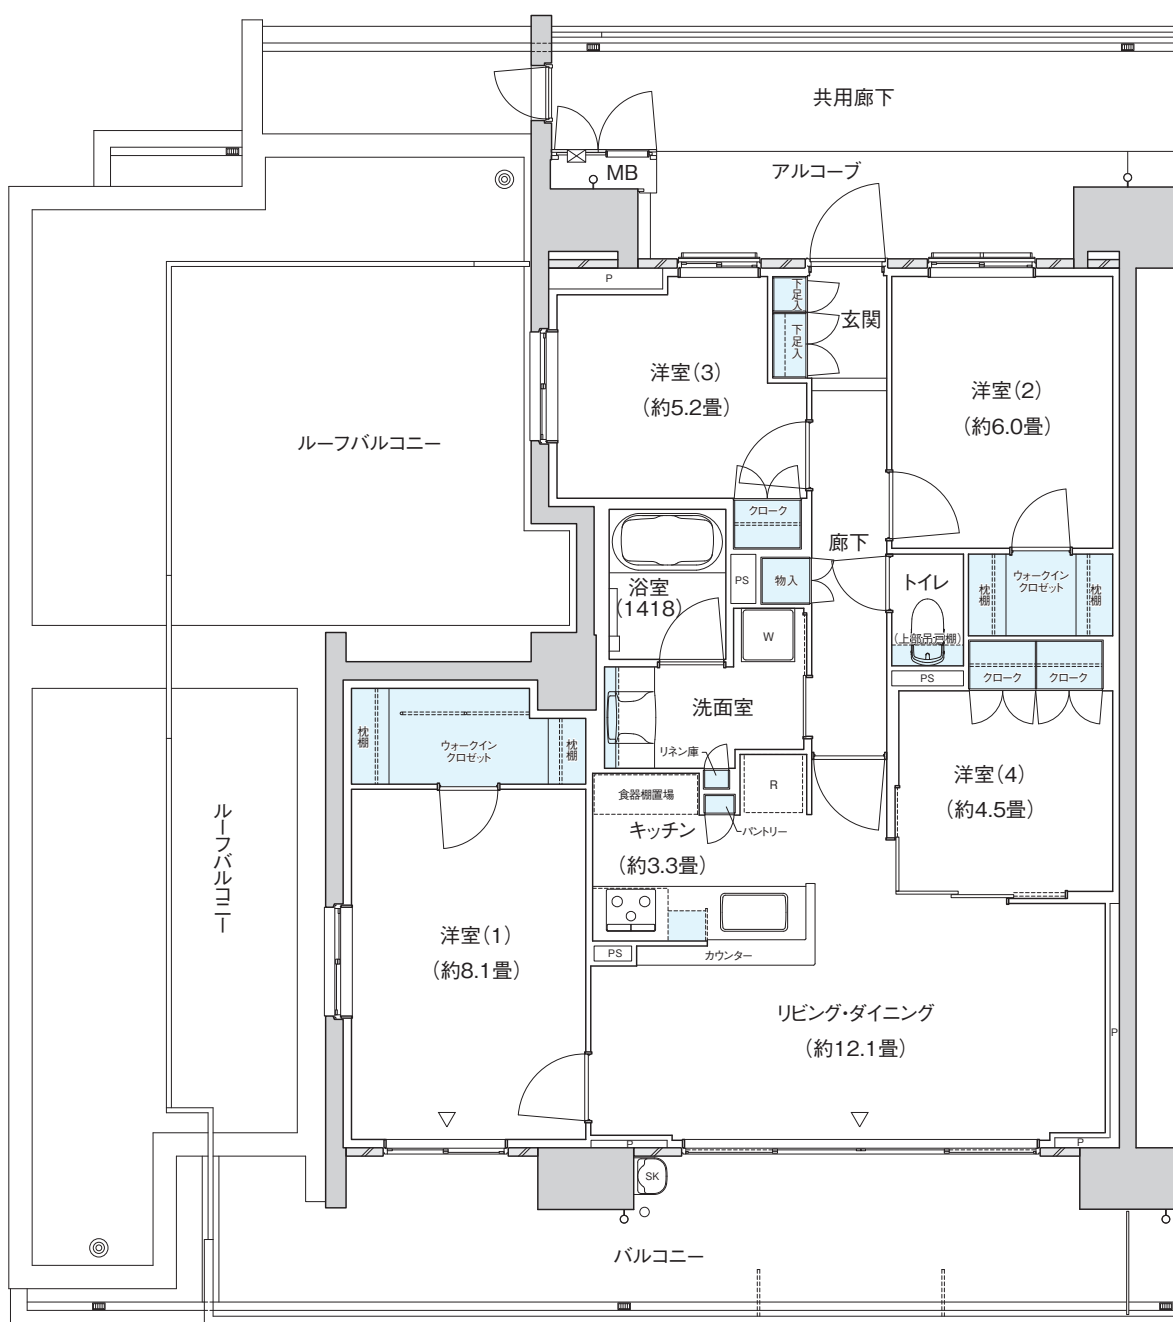 共用廊下
MB
アルコーブ
P
下足入
下足入
玄関
洋室(3)
(約5.2畳)
洋室(2)
(約6.0畳)
ルーフバルコニー
クローク
廊下
浴室
(1418)
PS
物入
トイレ
(上部吊戸棚)
枕棚
ウォークイン
クロゼット
枕棚
W
PS
クローク
クローク
洗面室
枕棚
ウォークイン
クロゼット
枕棚
リネン庫
食器棚置場
R
洋室(4)
(約4.5畳)
ルーフバルコニー
キッチン
(約3.3畳)
パントリー
洋室(1)
(約8.1畳)
PS
カウンター
リビング・ダイニング
(約12.1畳)
P
P
P
SK
バルコニー